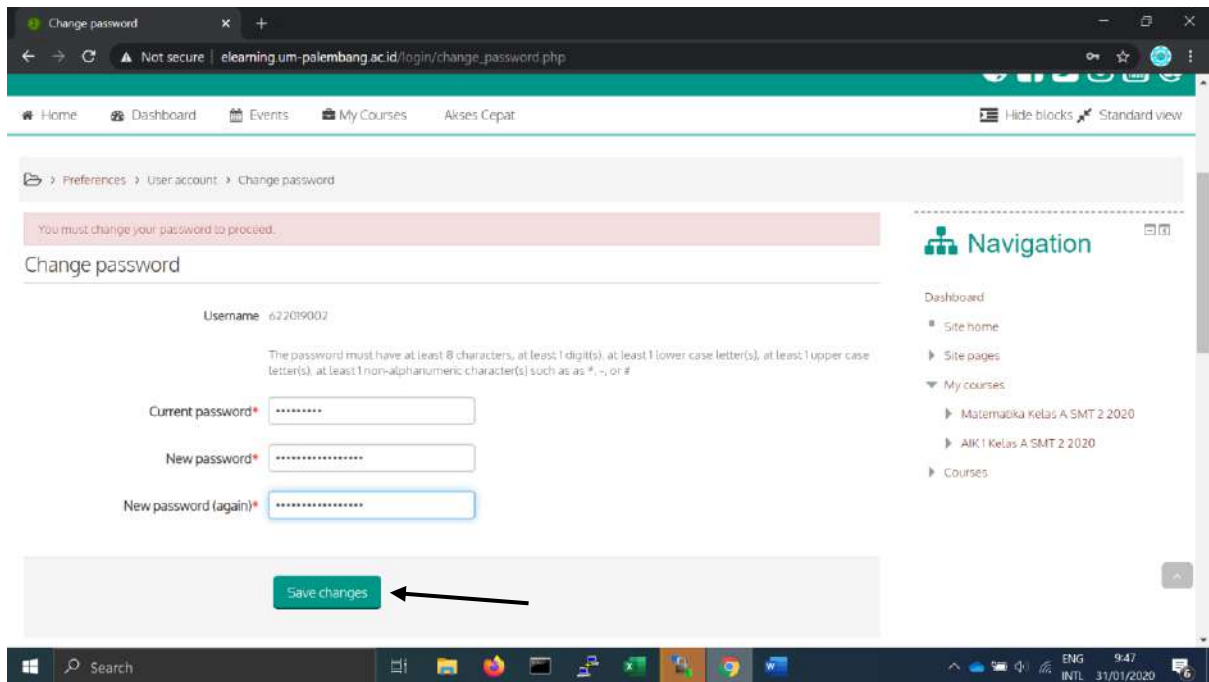 Change password
Not secure | elearning.um-palembang.ac.id/login/change_password.php
Home Dashboard Events My Courses Akses Cepat Hide blocks Standard view
> Preferences > User account > Change password
You must change your password to proceed.
Change password
Username 622019002
The password must have at least 8 characters, at least 1 digit(s), at least 1 lower case letter(s), at least 1 upper case
letter(s), at least 1 non-alphanumeric character(s) such as as *, -, or #
Current password* •••••••••
New password* •••••••••••••••••
New password (again)* •••••••••••••••••
Save changes
Navigation
Dashboard
Site home
Site pages
My courses
Matematika Kelas A SMT 2 2020
AIK 1 Kelas A SMT 2 2020
Courses
Search
ENG 9:47
INTL 31/01/2020
6